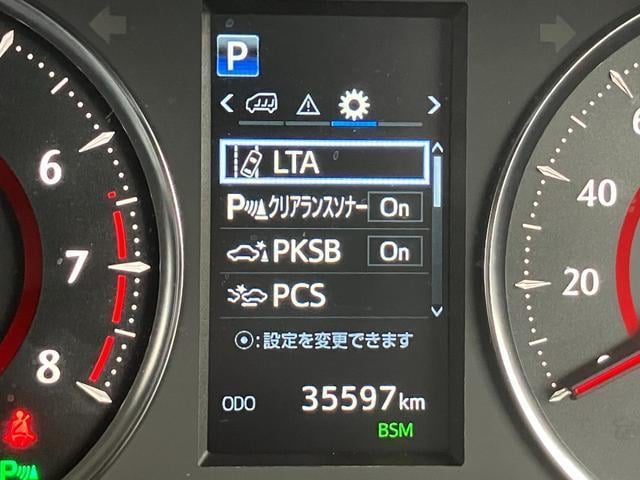 P
LTA
Pクリアランスソナー On
PKSB On
PCS
⦿:設定を変更できます
ODO 35597km
BSM
6
7
8
40
20
P